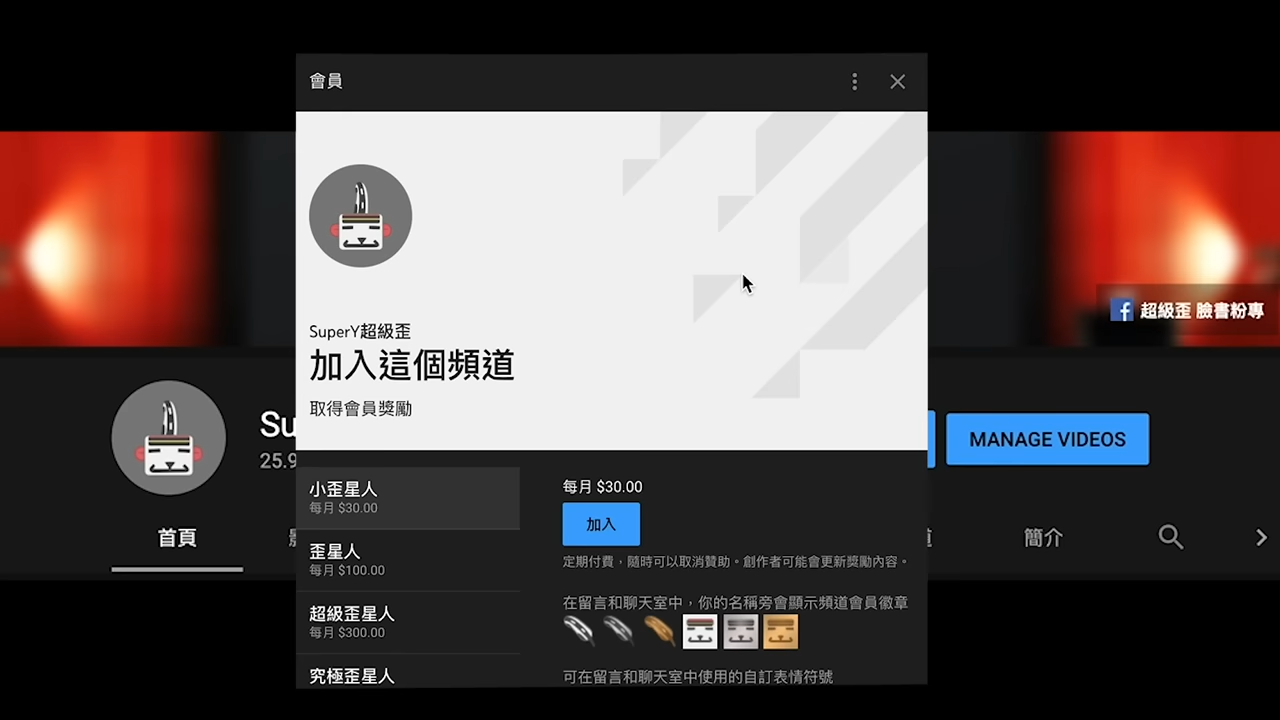 會員
SuperY超級歪
加入這個頻道
取得會員獎勵
超級歪 臉書粉專
Su
25.9
MANAGE VIDEOS
首頁
簡介
小歪星人
每月 $30.00
歪星人
每月 $100.00
超級歪星人
每月 $300.00
究極歪星人
每月 $30.00
加入
定期付費，隨時可以取消贊助。創作者可能會更新獎勵內容。
在留言和聊天室中，你的名稱旁會顯示頻道會員徽章
可在留言和聊天室中使用的自訂表情符號